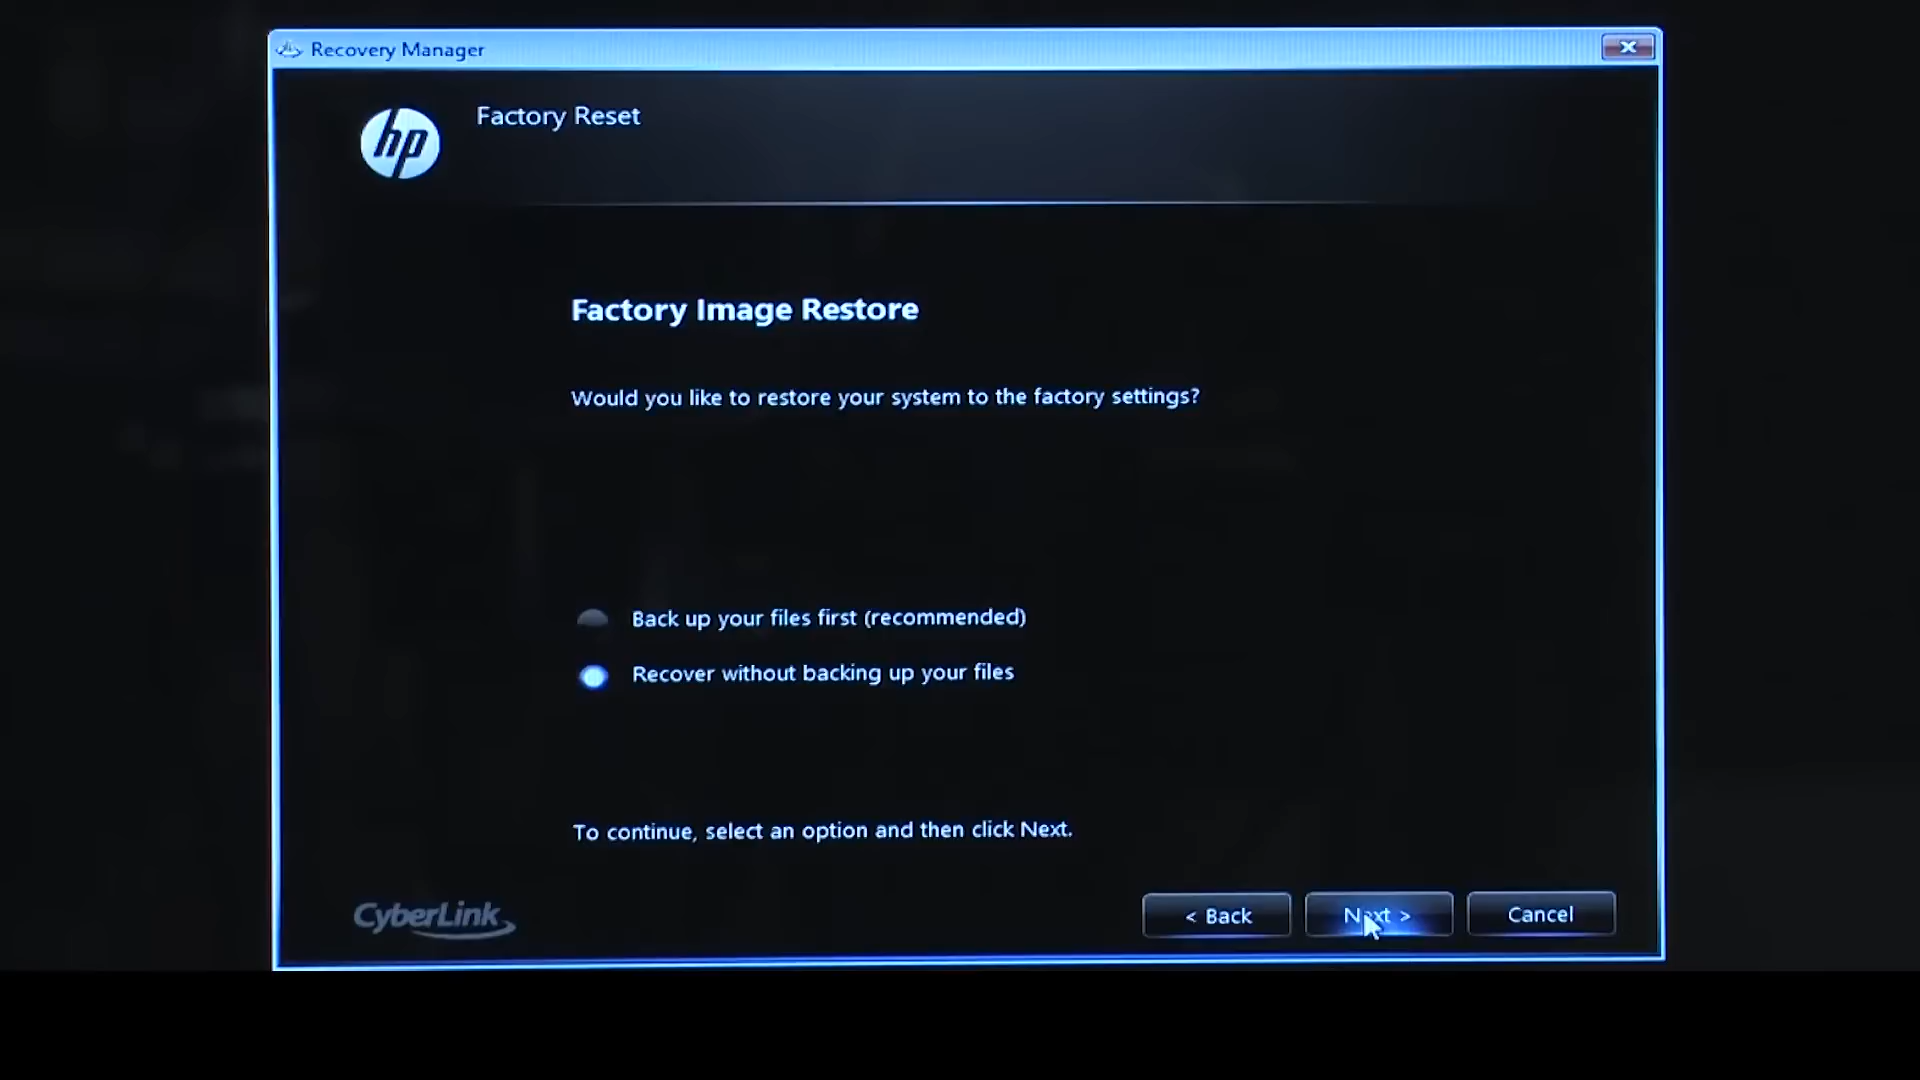 Recovery Manager
hp
Factory Reset
Factory Image Restore
Would you like to restore your system to the factory settings?
Back up your files first (recommended)
Recover without backing up your files
To continue, select an option and then click Next.
CyberLink
< Back
Next >
Cancel